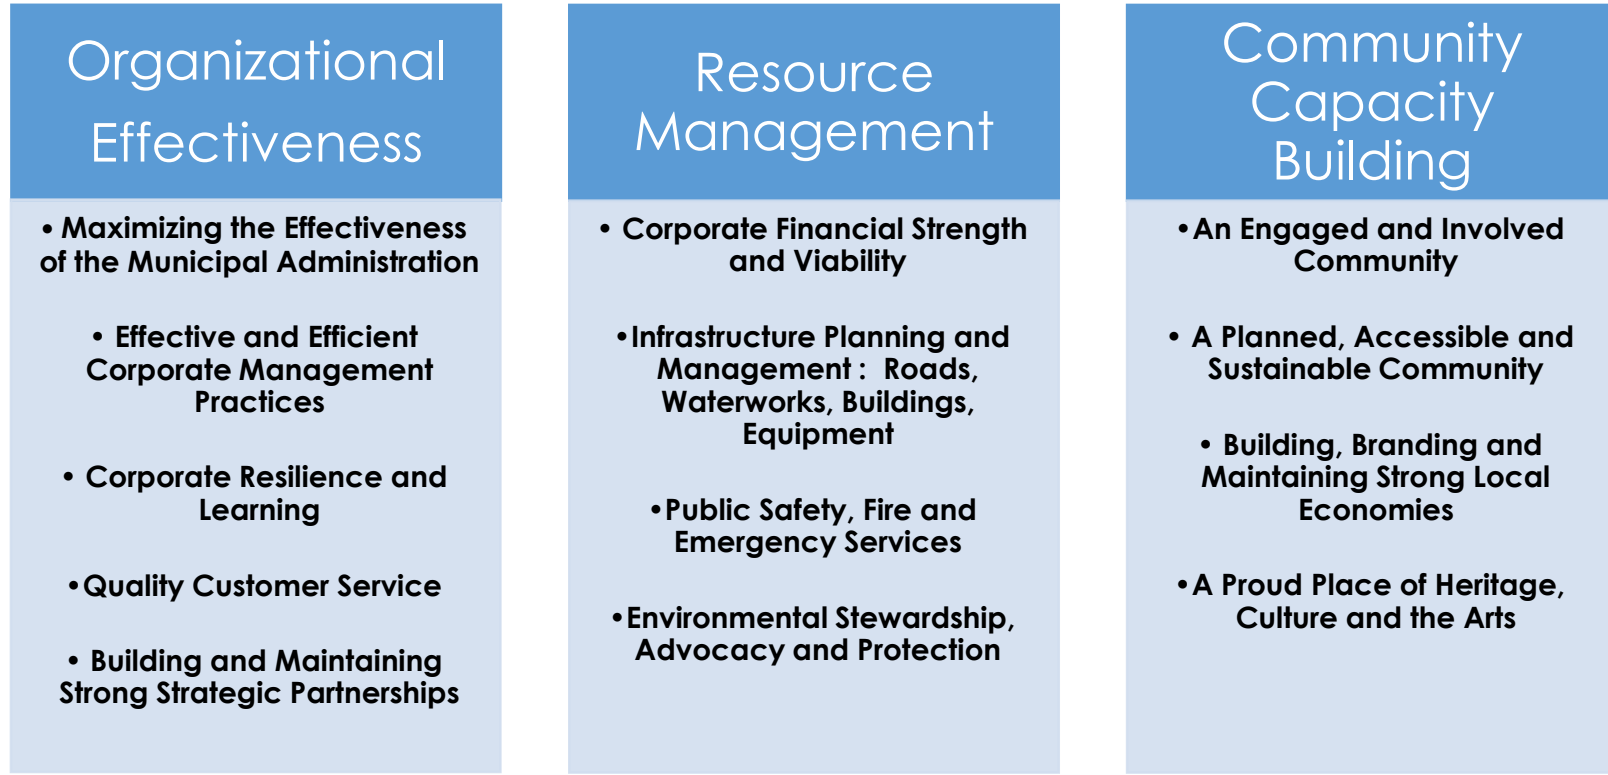 Organizational
Effectiveness
• Maximizing the Effectiveness
of the Municipal Administration
• Effective and Efficient
Corporate Management
Practices
• Corporate Resilience and
Learning
•Quality Customer Service
• Building and Maintaining
Strong Strategic Partnerships
Resource
Management
• Corporate Financial Strength
and Viability
•Infrastructure Planning and
Management : Roads,
Waterworks, Buildings,
Equipment
•Public Safety, Fire and
Emergency Services
•Environmental Stewardship,
Advocacy and Protection
Community
Capacity
Building
•An Engaged and Involved
Community
• A Planned, Accessible and
Sustainable Community
• Building, Branding and
Maintaining Strong Local
Economies
•A Proud Place of Heritage,
Culture and the Arts